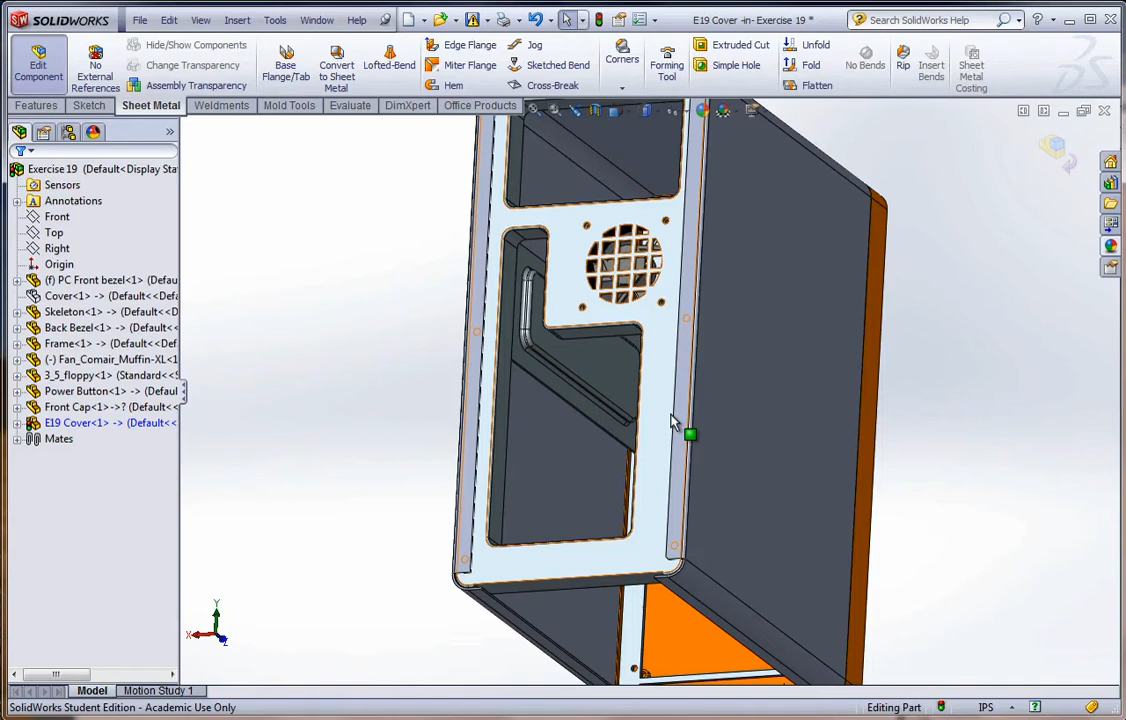 SOLIDWORKS File Edit View Insert Tools Window Help E19 Cover -in- Exercise 19 * Search SolidWorks Help
Edit Component
No External References
Hide/Show Components
Change Transparency
Assembly Transparency
Base Flange/Tab
Convert to Sheet Metal
Lofted-Bend
Edge Flange
Miter Flange
Hem
Jog
Sketched Bend
Cross-Break
Corners
Forming Tool
Extruded Cut
Simple Hole
Unfold
Fold
Flatten
No Bends
Rip
Insert Bends
Sheet Metal Costing
Features Sketch Sheet Metal Weldments Mold Tools Evaluate DimXpert Office Products
Exercise 19 (Default<Display Sta
Sensors
Annotations
Front
Top
Right
Origin
(f) PC Front bezel<1> (Default
Cover<1> -> (Default<<Defa
Skeleton<1> (Default<<Defa
Back Bezel<1> (Default<<De
Frame<1> -> (Default<<Defa
(-) Fan_Comair_Muffin-XL<1
3_5_floppy<1> (Standard<<S
Power Button<1> (Default<<
Front Cap<1>->? (Default<<
E19 Cover<1> -> (Default<<
Mates
Y
X
Z
Model Motion Study 1
SolidWorks Student Edition - Academic Use Only Editing Part IPS